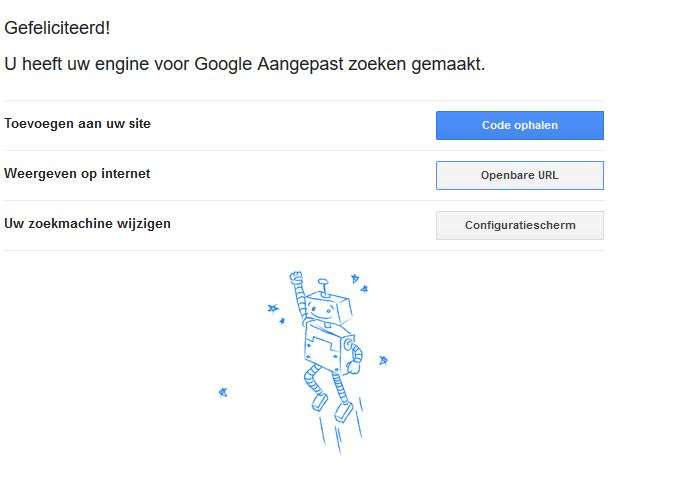 Gefeliciteerd!
U heeft uw engine voor Google Aangepast zoeken gemaakt.
Toevoegen aan uw site
Code ophalen
Weergeven op internet
Openbare URL
Uw zoekmachine wijzigen
Configuratiescherm